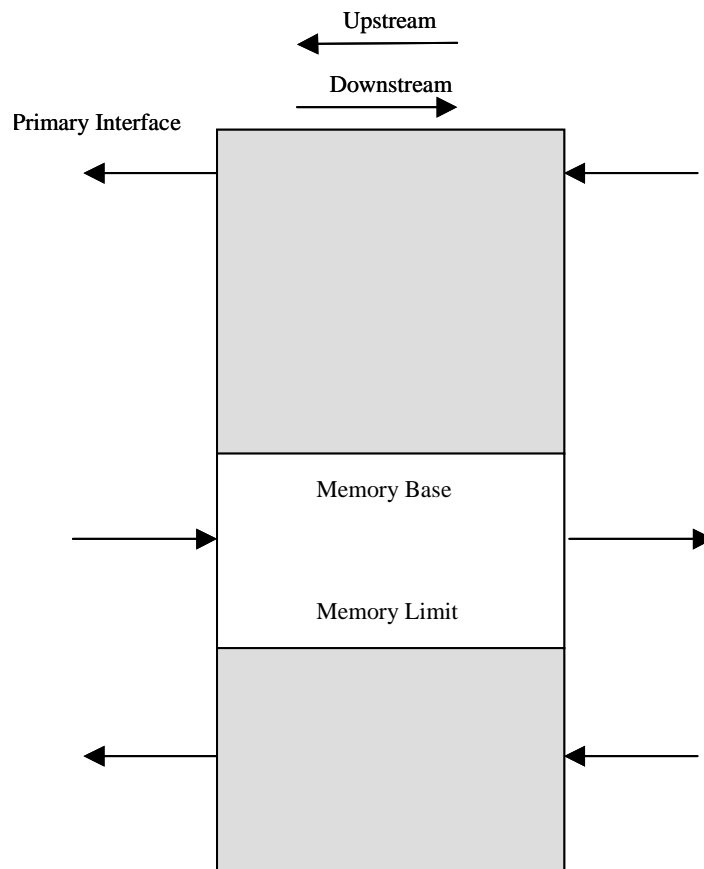 Upstream
Downstream
Primary Interface
Memory Base
Memory Limit